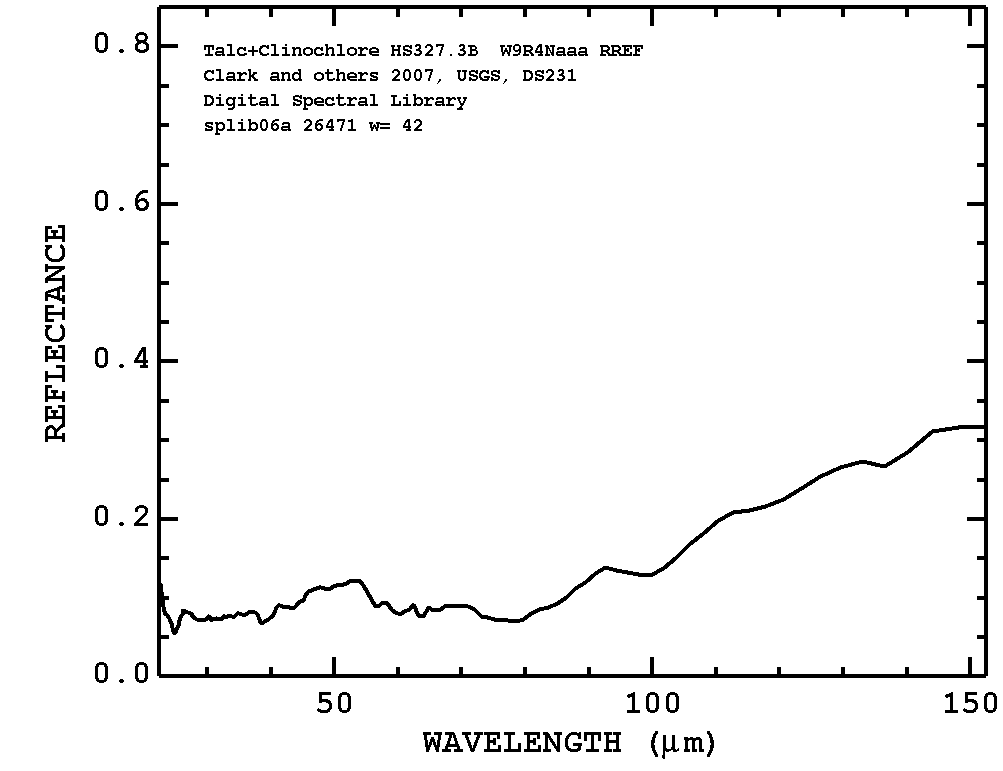 0.8
Talc+Clinochlore HS327.3B W9R4Naaa RREF
Clark and others 2007, USGS, DS231
Digital Spectral Library
splib06a 26471 w= 42
0.6
REFLECTANCE
0.4
0.2
0.0
50 100 150
WAVELENGTH (μm)